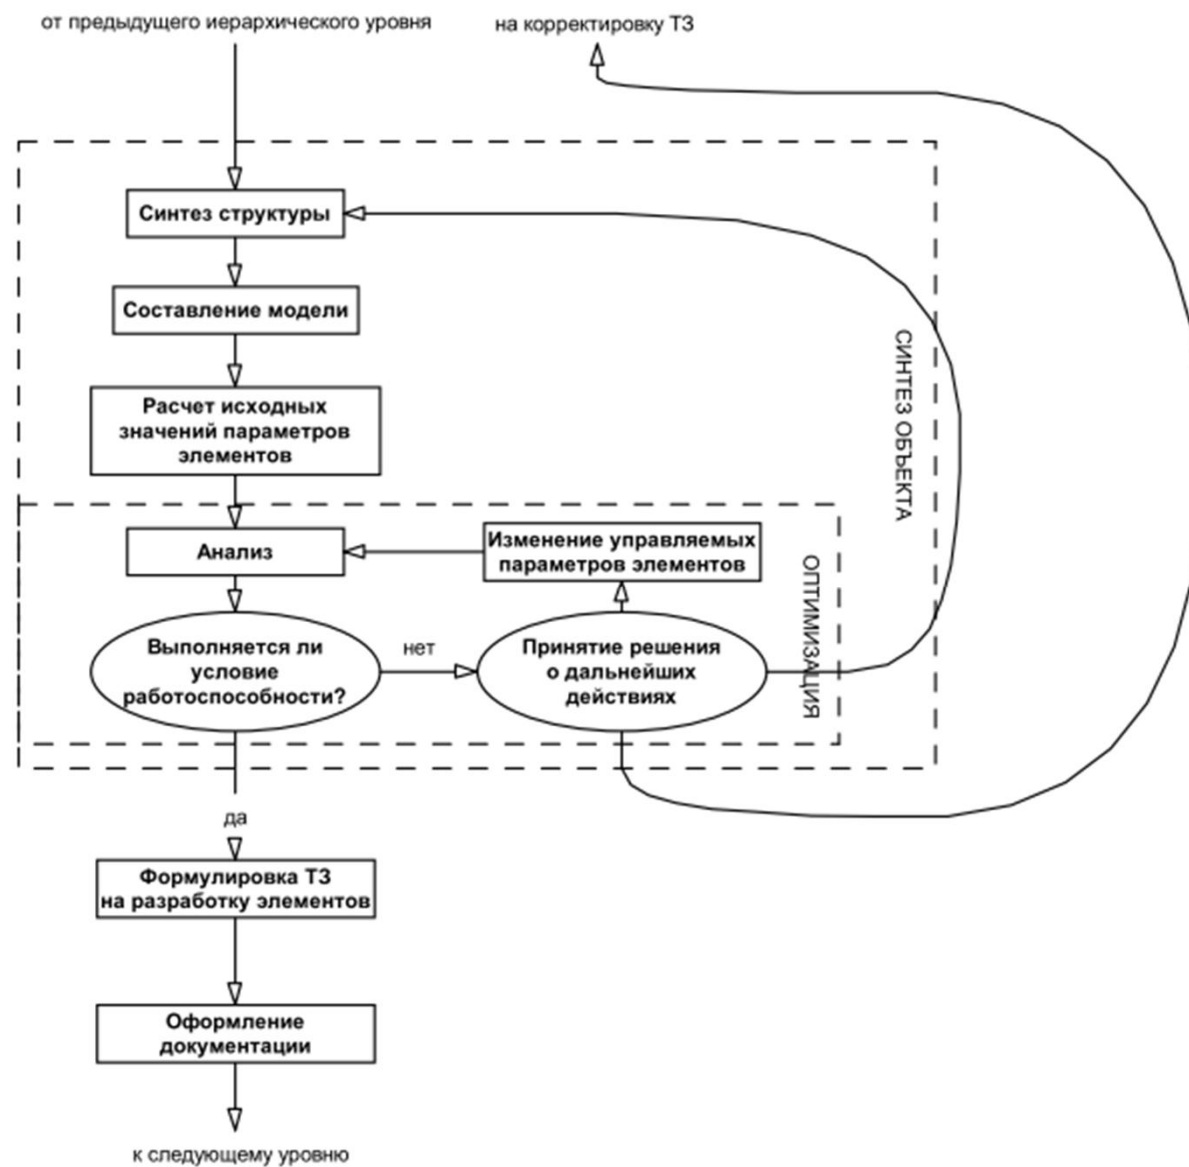 от предыдущего иерархического уровня
на корректировку ТЗ
Синтез структуры
Составление модели
Расчет исходных
значений параметров
элементов
СИНТЕЗ ОБЪЕКТА
Анализ
Изменение управляемых
параметров элементов
ОПТИМИЗАЦИЯ
Выполняется ли
условие
работоспособности?
нет
Принятие решения
о дальнейших
действиях
да
Формулировка ТЗ
на разработку элементов
Оформление
документации
к следующему уровню